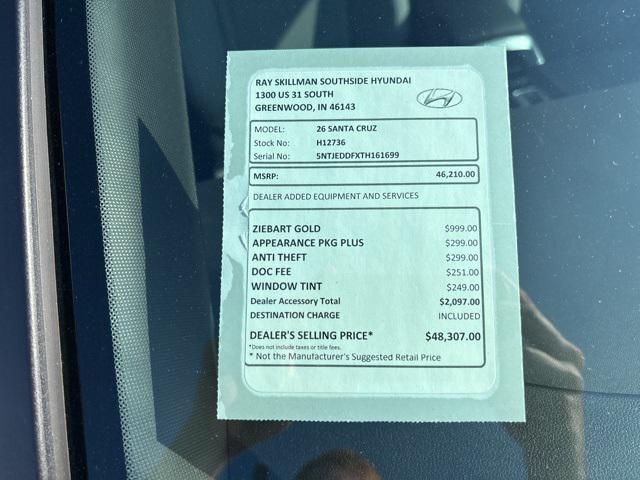 RAY SKILLMAN SOUTHSIDE HYUNDAI
1300 US 31 SOUTH
GREENWOOD, IN 46143
MODEL: 26 SANTA CRUZ
Stock No: H12736
Serial No: 5NTJEDDFXTH161699
MSRP: 46,210.00
DEALER ADDED EQUIPMENT AND SERVICES
ZIEBART GOLD $999.00
APPEARANCE PKG PLUS $299.00
ANTI THEFT $299.00
DOC FEE $251.00
WINDOW TINT $249.00
Dealer Accessory Total $2,097.00
DESTINATION CHARGE INCLUDED
DEALER'S SELLING PRICE* $48,307.00
*Does not include taxes or title fees.
* Not the Manufacturer's Suggested Retail Price